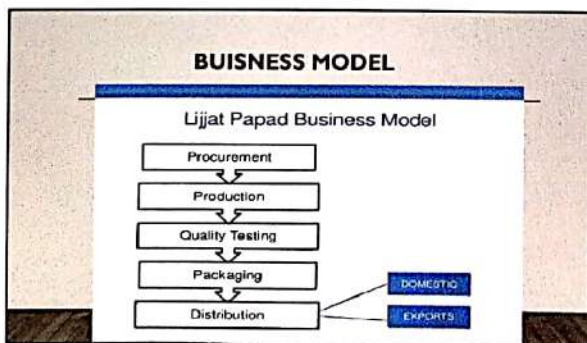 BUISNESS MODEL
Lijjat Papad Business Model
Procurement
Production
Quality Testing
Packaging
Distribution
DOMESTIC
EXPORTS